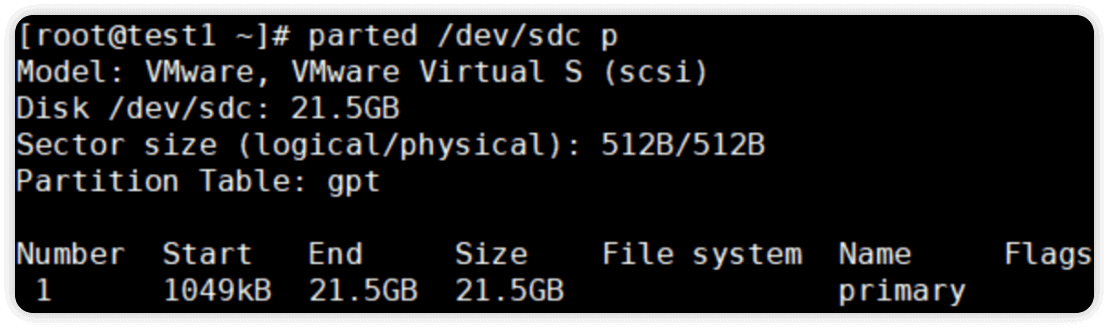 [root@test1 ~]# parted /dev/sdc p
Model: VMware, VMware Virtual S (scsi)
Disk /dev/sdc: 21.5GB
Sector size (logical/physical): 512B/512B
Partition Table: gpt
Number  Start   End     Size    File system  Name     Flags
 1      1049kB  21.5GB  21.5GB               primary